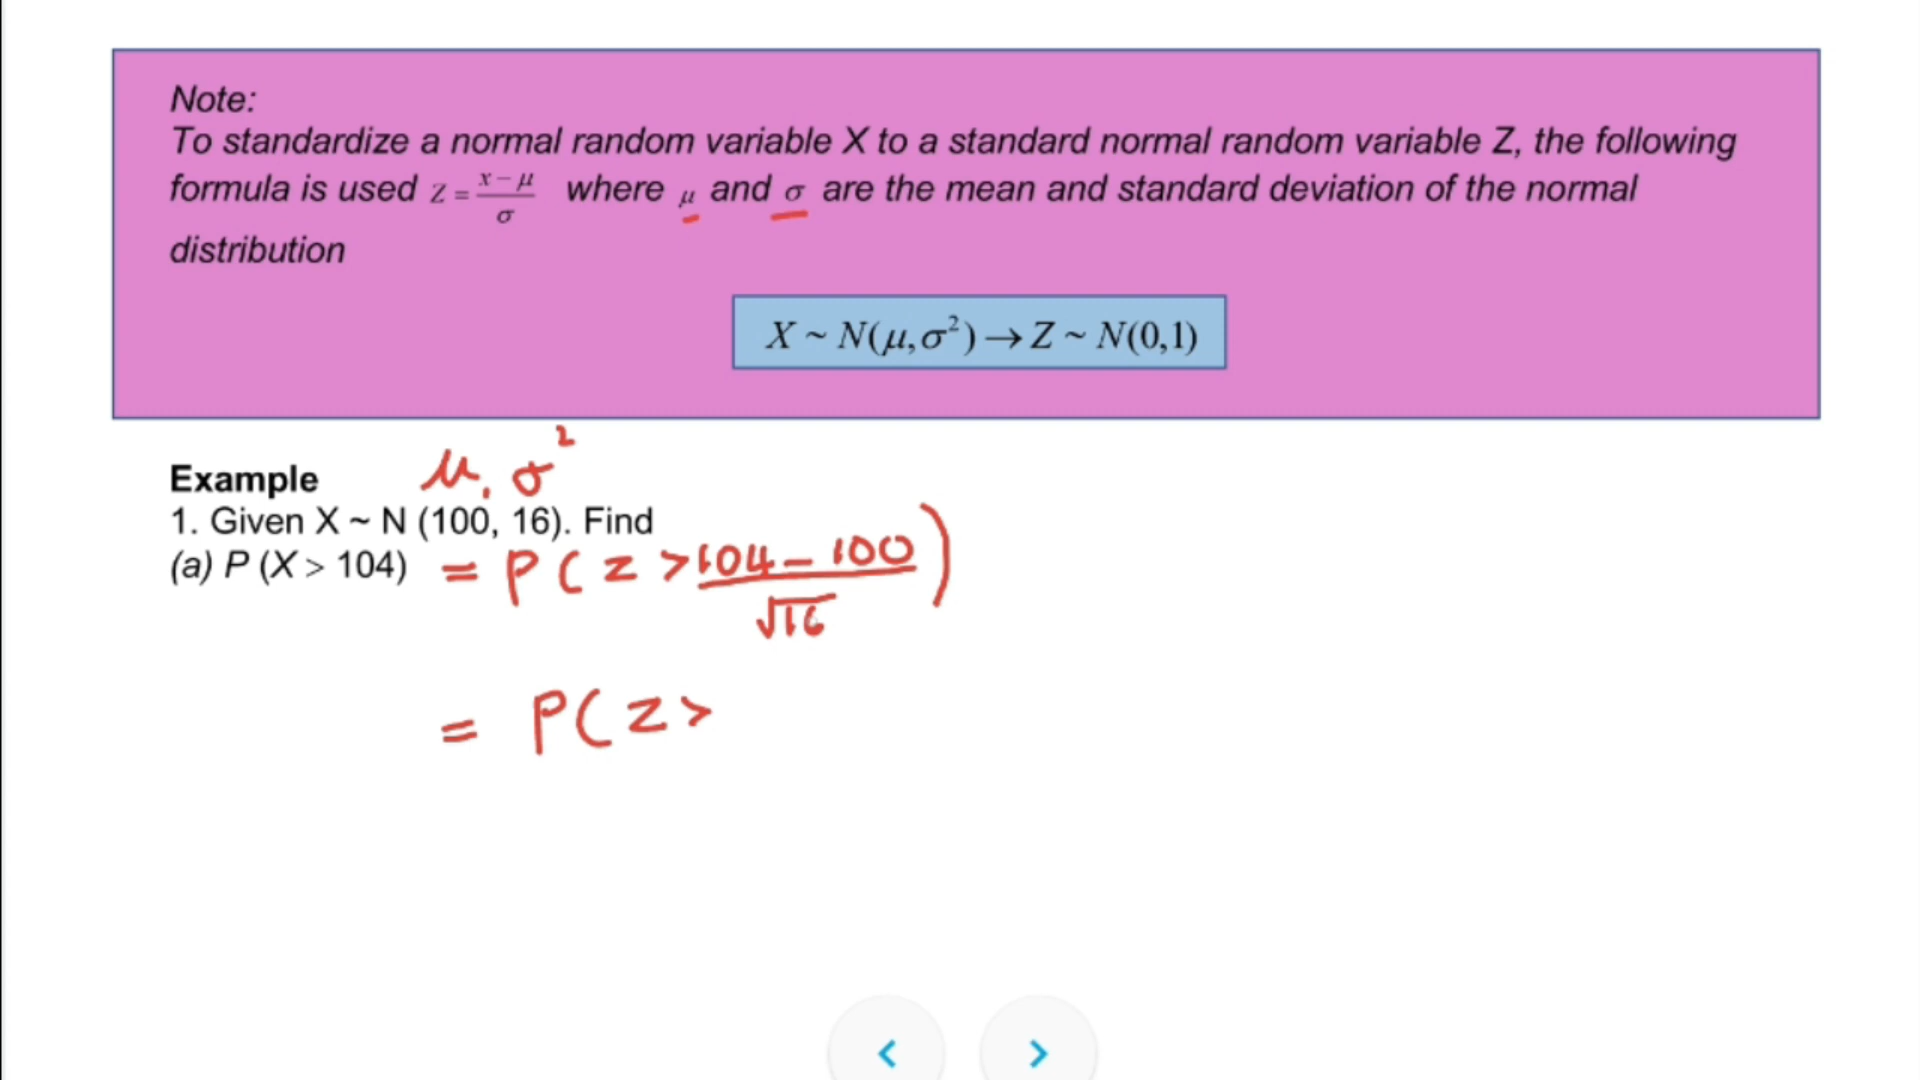 Note:
To standardize a normal random variable X to a standard normal random variable Z, the following
formula is used z = \frac{x - μ}{σ} where μ and σ are the mean and standard deviation of the normal
distribution
X ~ N(μ,σ²) → Z ~ N(0,1)
μ, σ²
Example
1. Given X ~ N (100, 16). Find
(a) P (X > 104) = P(Z > \frac{104 - 100}{√16})
= P(Z >